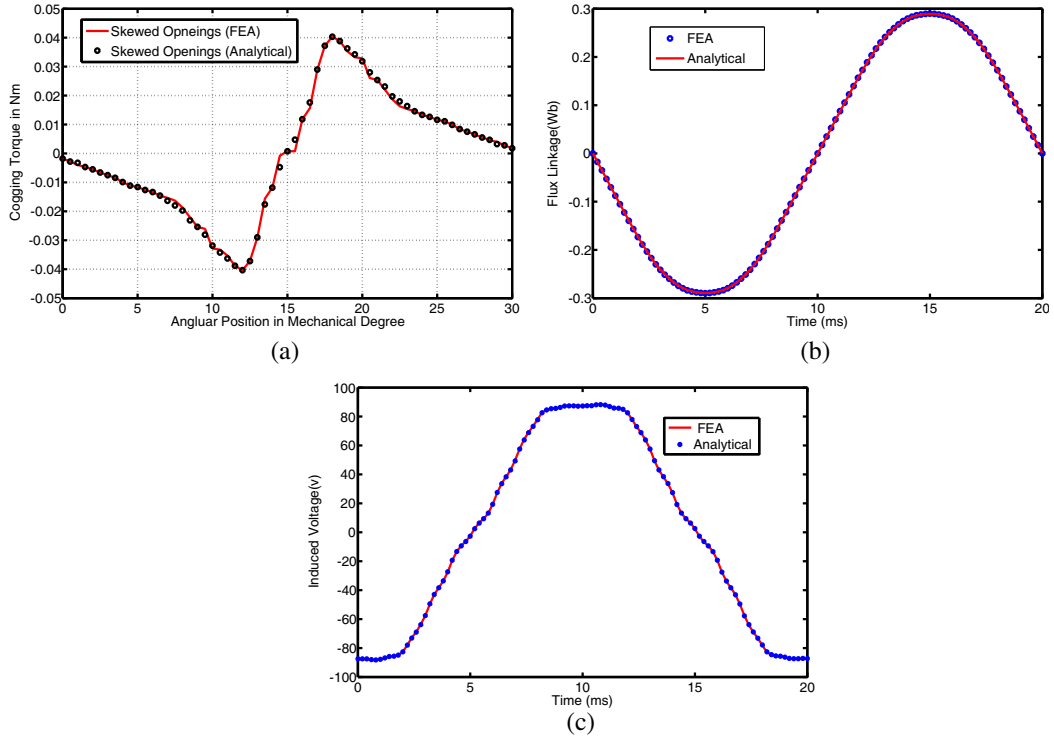 0.05
0.04
0.03
0.02
0.01
0
-0.01
-0.02
-0.03
-0.04
-0.05
Cogging Torque in Nm
Skewed Opneings (FEA)
Skewed Openings (Analytical)
0 5 10 15 20 25 30
Angluar Position in Mechanical Degree
(a)
0.3
0.2
0.1
0
-0.1
-0.2
-0.3
Flux Linkage(Wb)
FEA
Analytical
0 5 10 15 20
Time (ms)
(b)
100
80
60
40
20
0
-20
-40
-60
-80
-100
Induced Voltage(v)
FEA
Analytical
0 5 10 15 20
Time (ms)
(c)